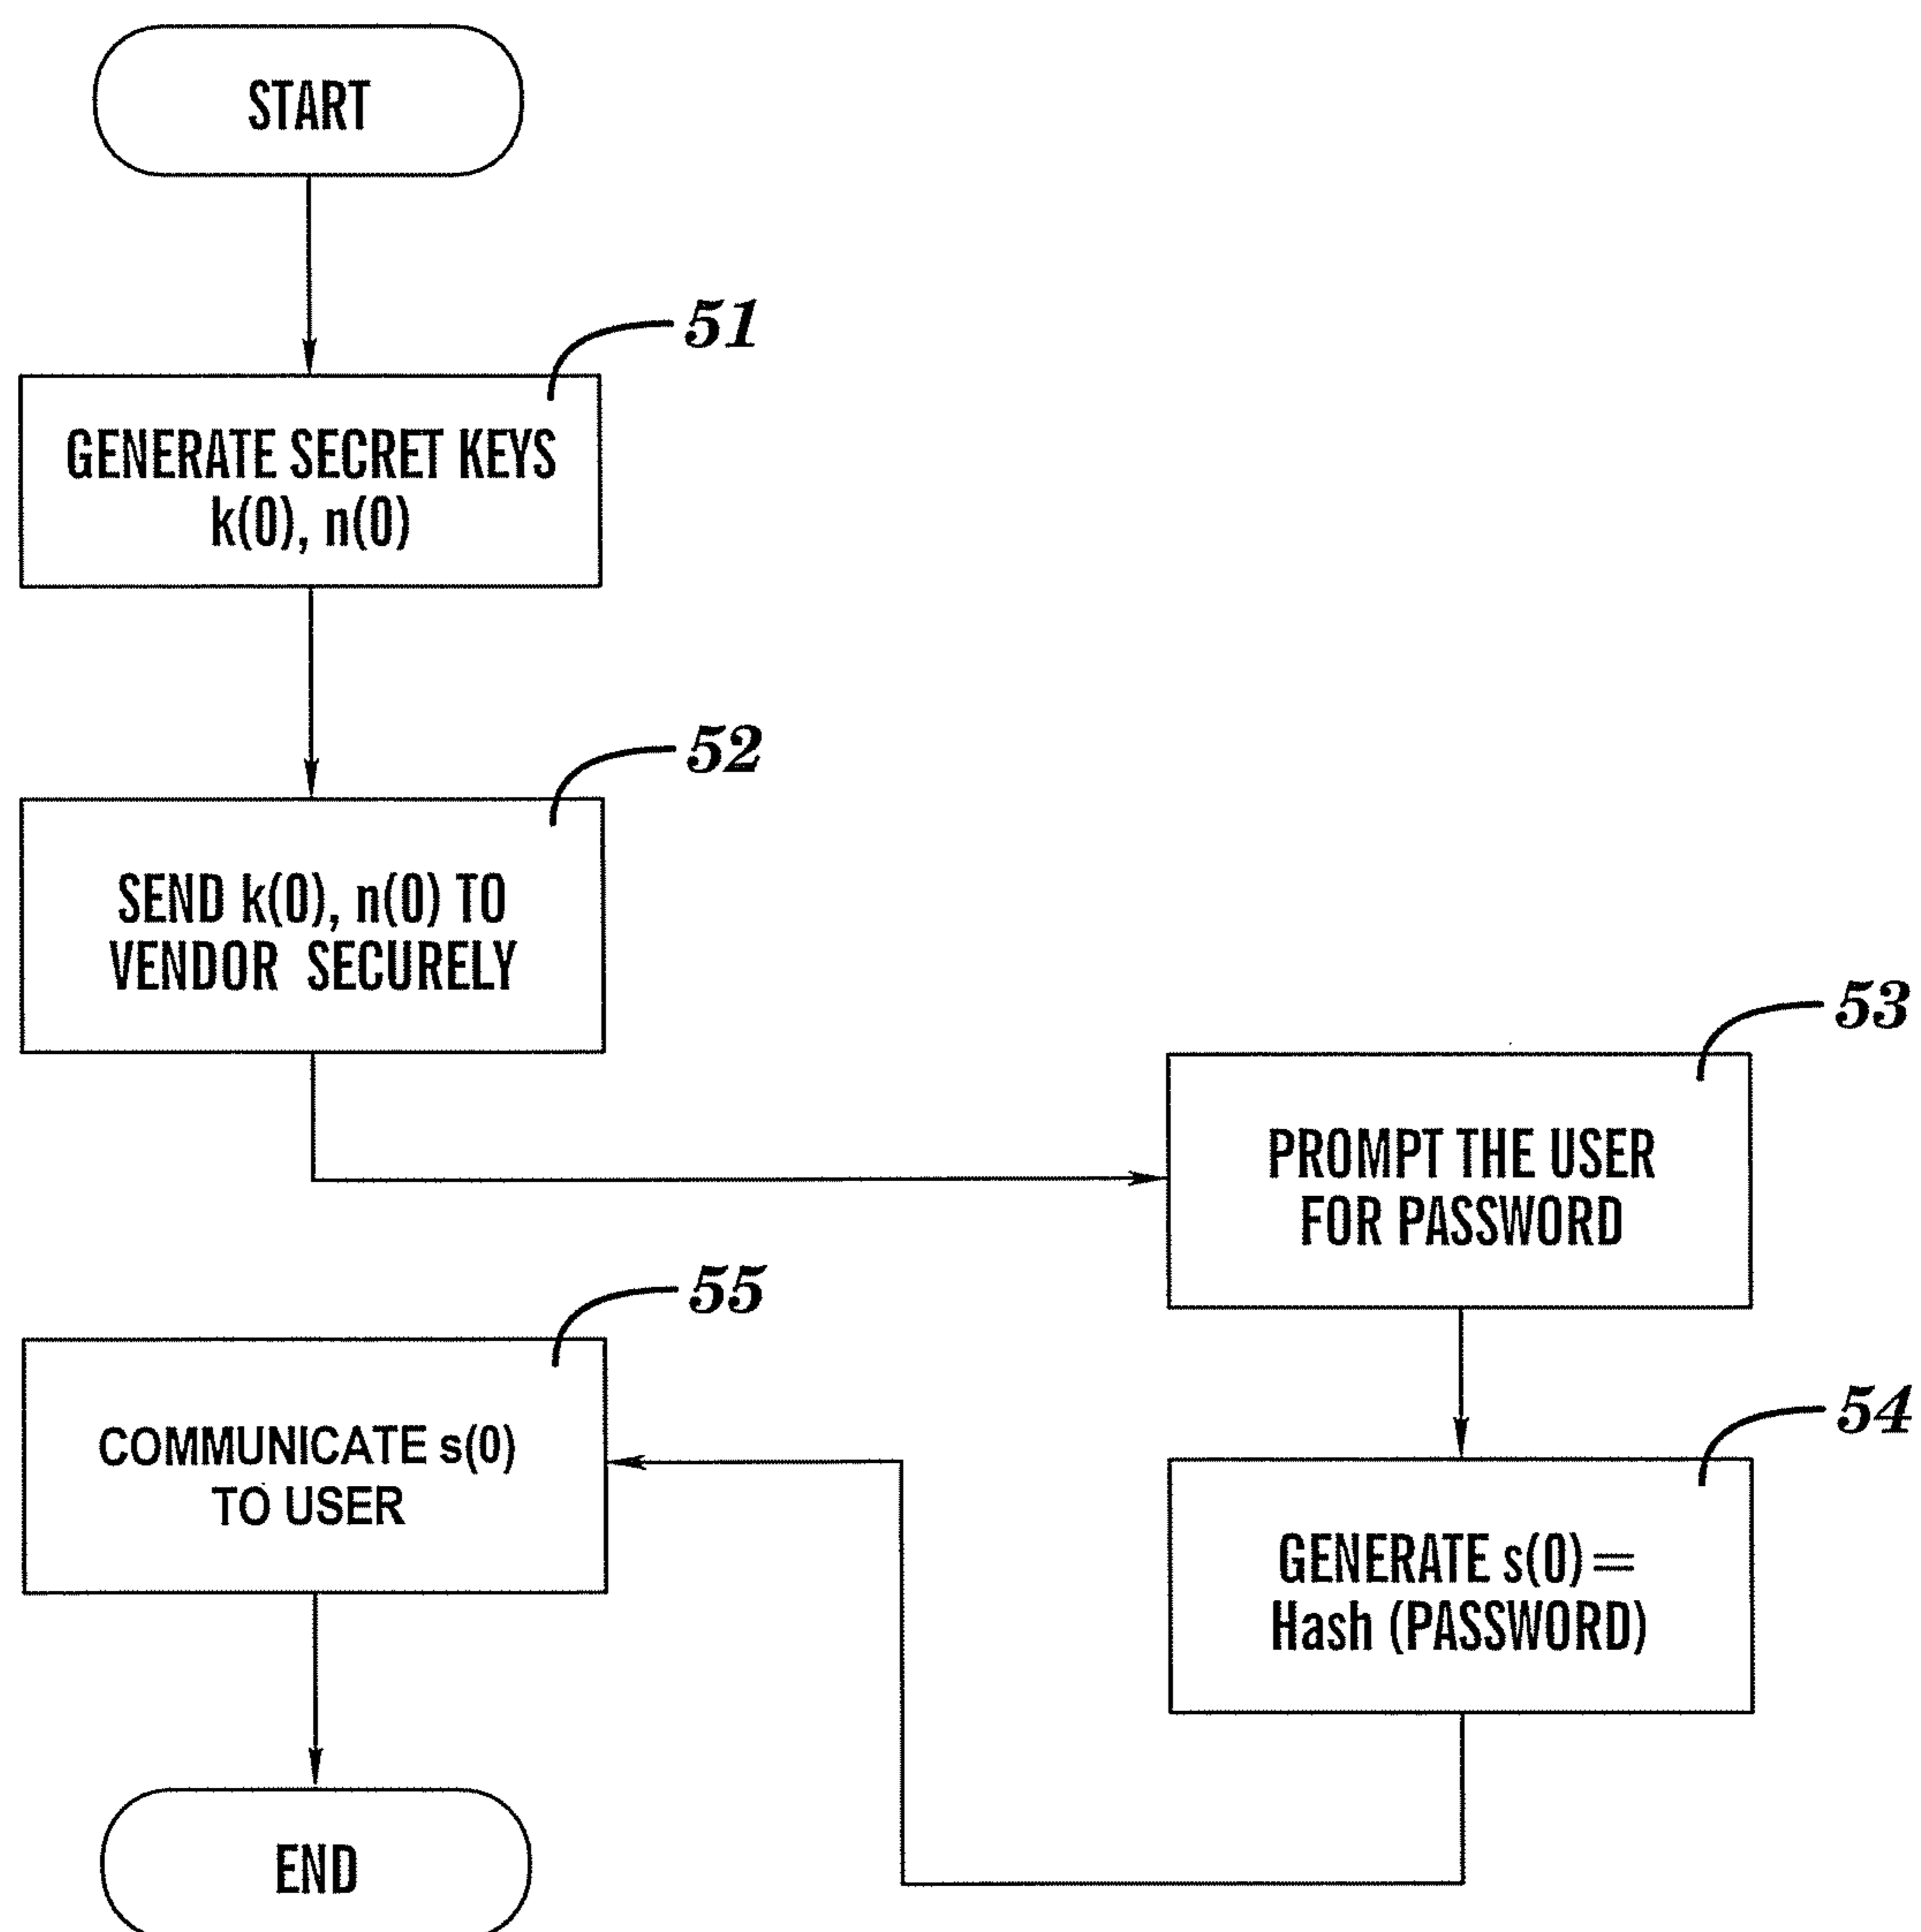 START
51
GENERATE SECRET KEYS
k(0), n(0)
52
SEND k(0), n(0) TO
VENDOR SECURELY
53
PROMPT THE USER
FOR PASSWORD
54
GENERATE s(0) =
Hash (PASSWORD)
55
COMMUNICATE s(0)
TO USER
END